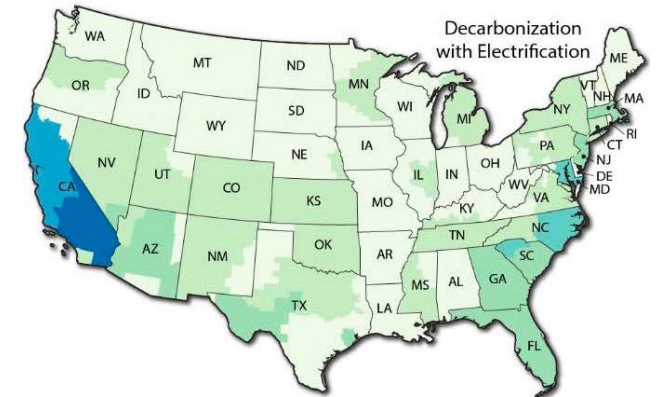 Decarbonization
with Electrification
WA
MT
ND
MN
ME
OR
ID
SD
WI
MI
VT
NH
MA
NY
WY
RI
CT
IA
NE
PA
NJ
NV
UT
CO
IL
IN
OH
DE
MD
WV
VA
CA
KS
MO
KY
NC
TN
AZ
NM
OK
AR
SC
MS
AL
GA
TX
LA
FL